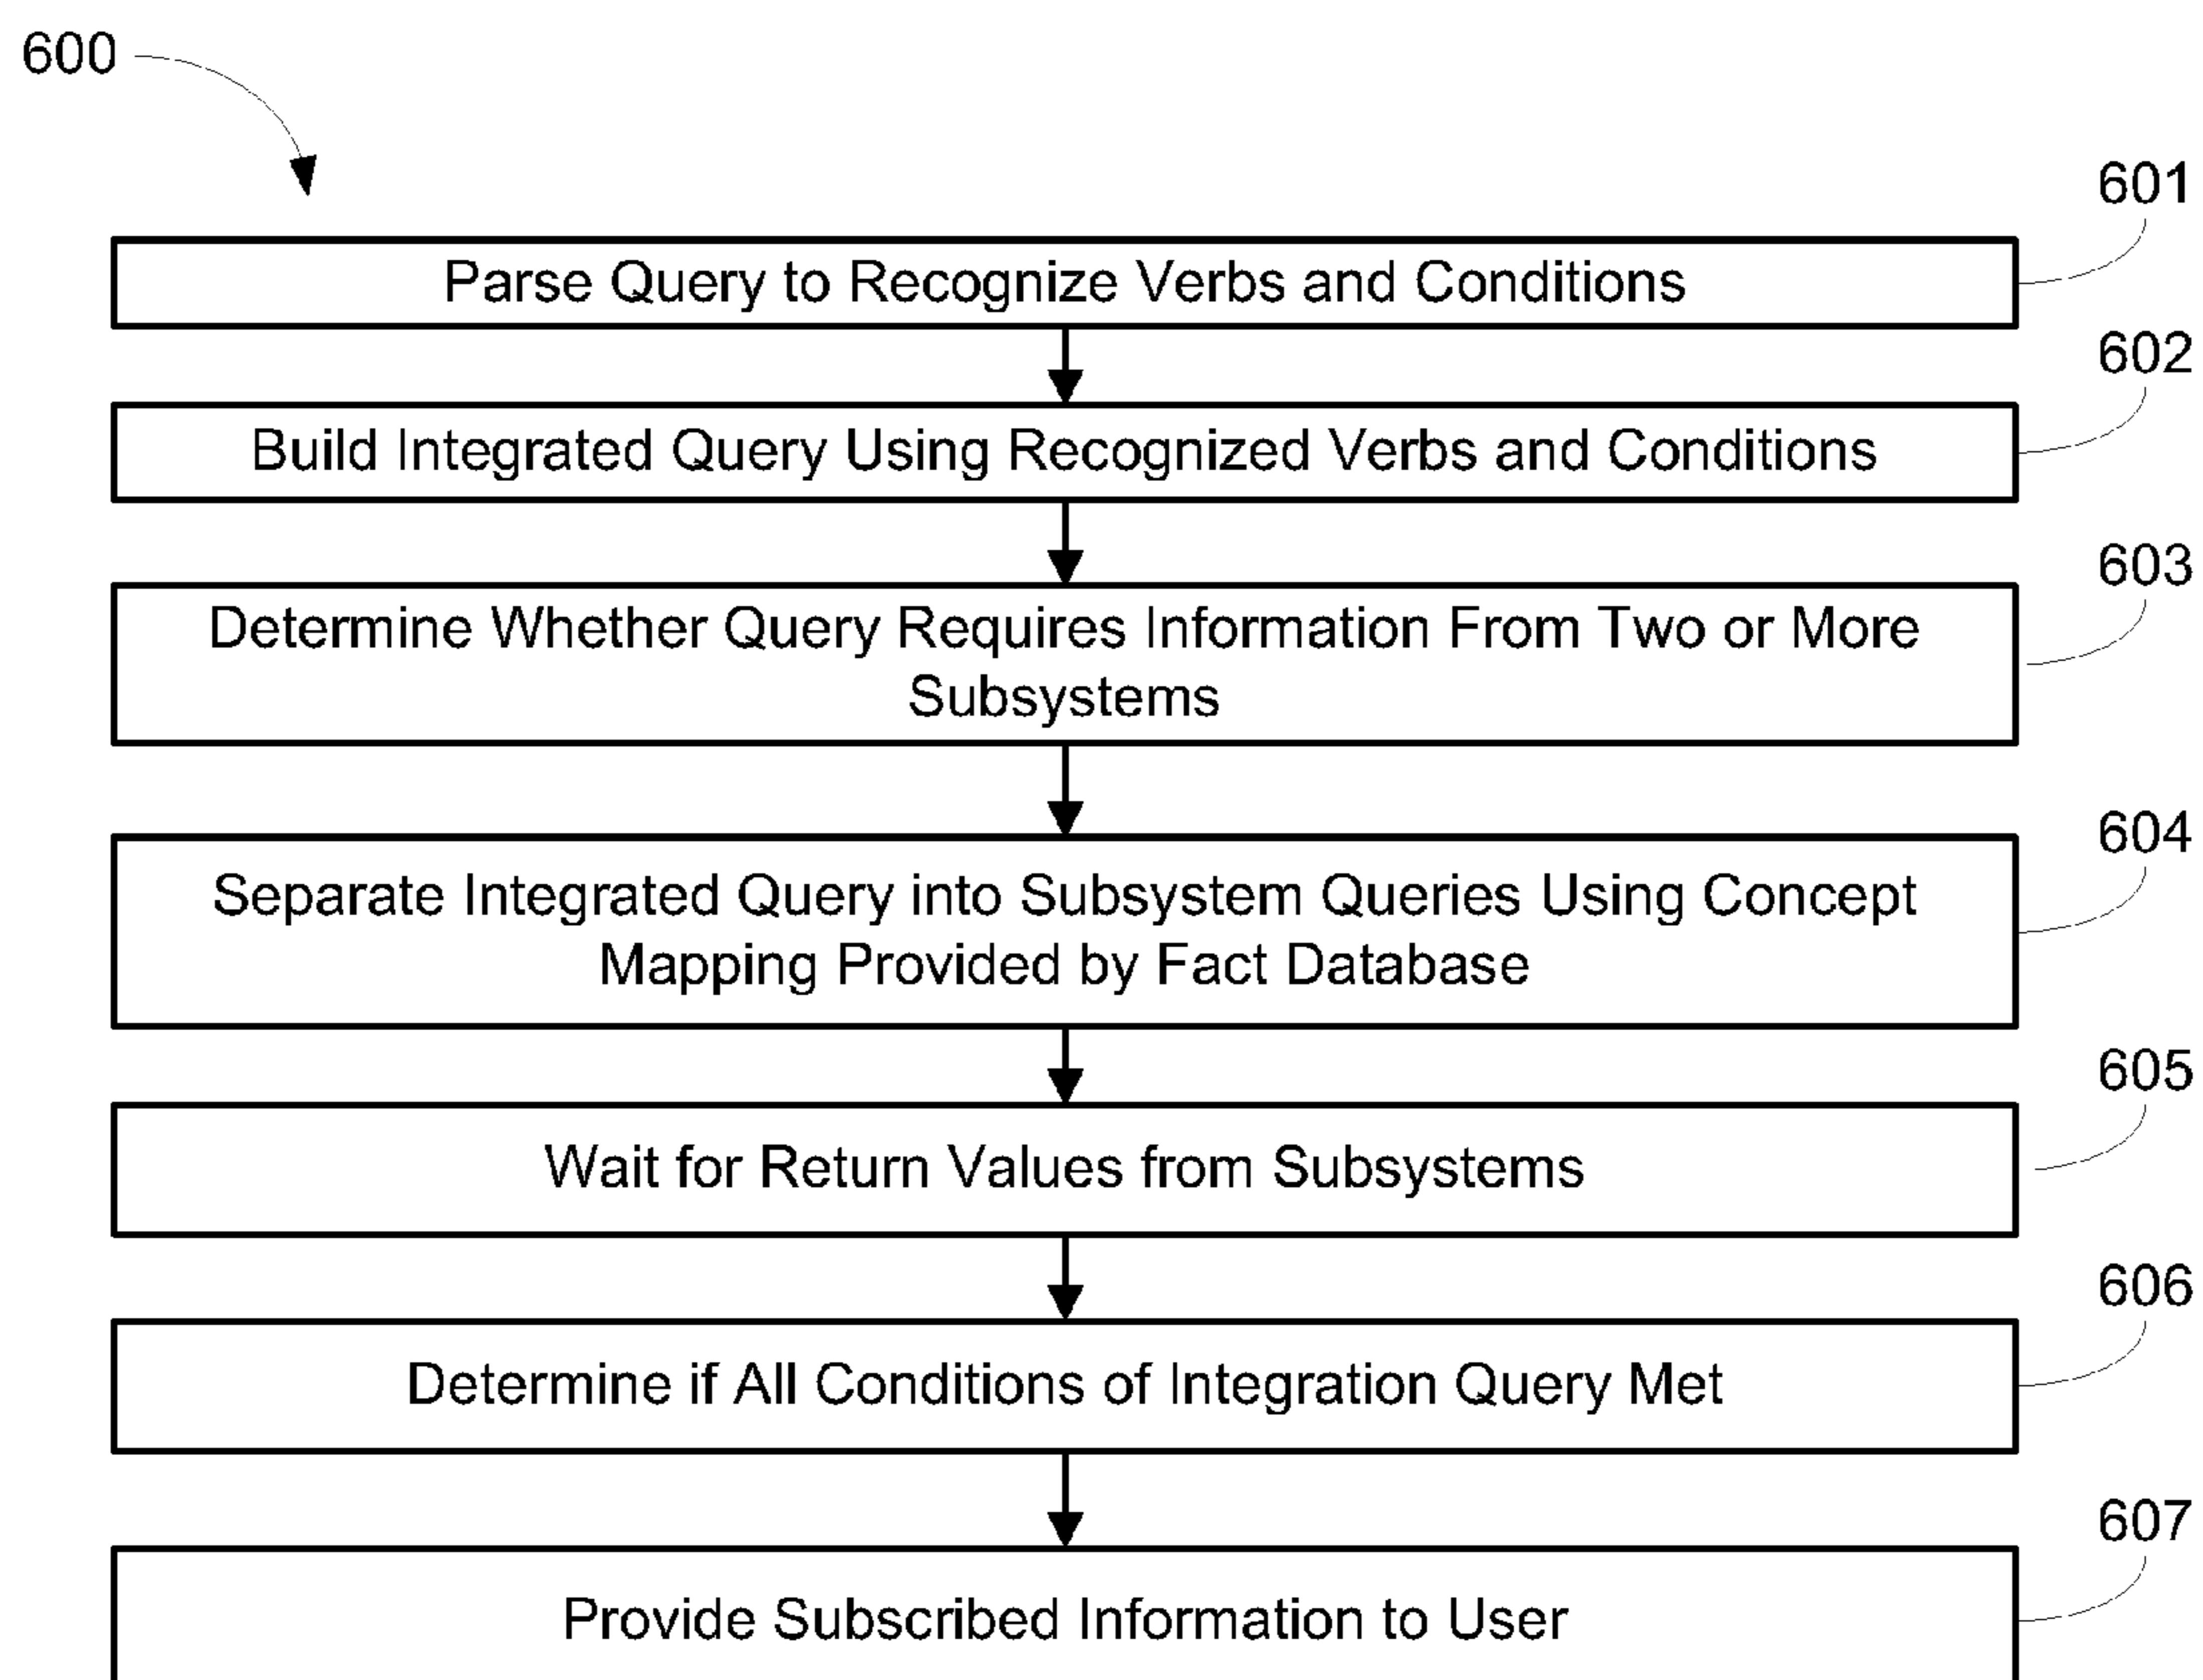 600
601
Parse Query to Recognize Verbs and Conditions
602
Build Integrated Query Using Recognized Verbs and Conditions
603
Determine Whether Query Requires Information From Two or More
Subsystems
604
Separate Integrated Query into Subsystem Queries Using Concept
Mapping Provided by Fact Database
605
Wait for Return Values from Subsystems
606
Determine if All Conditions of Integration Query Met
607
Provide Subscribed Information to User